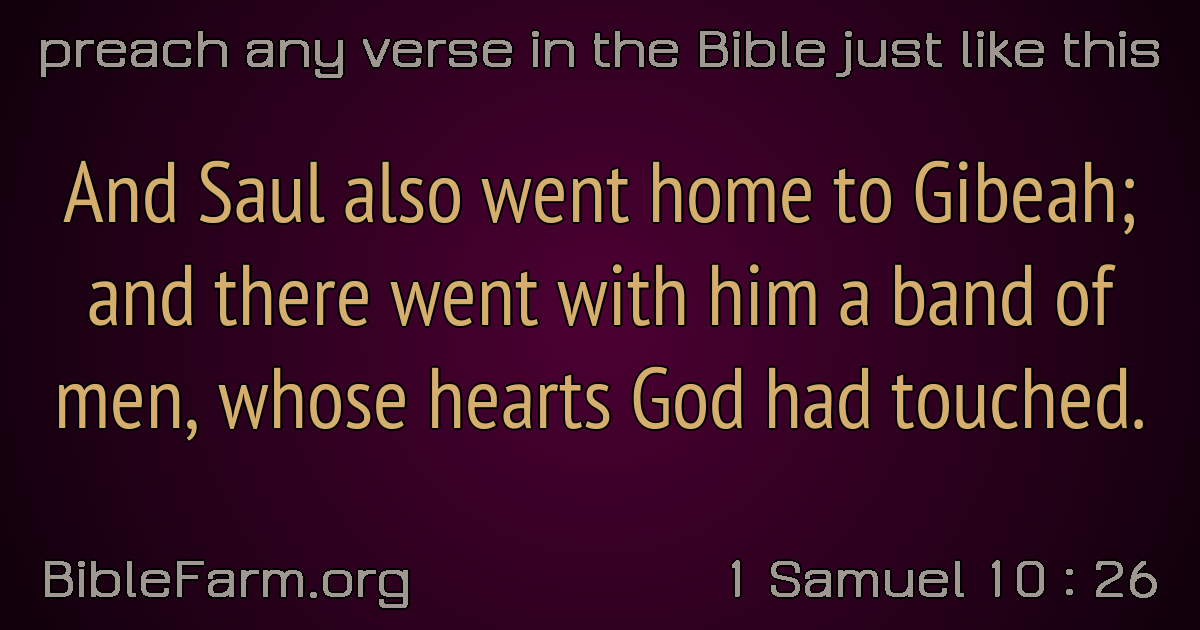 preach any verse in the Bible just like this
And Saul also went home to Gibeah;
and there went with him a band of
men, whose hearts God had touched.
BibleFarm.org
1 Samuel 10 : 26